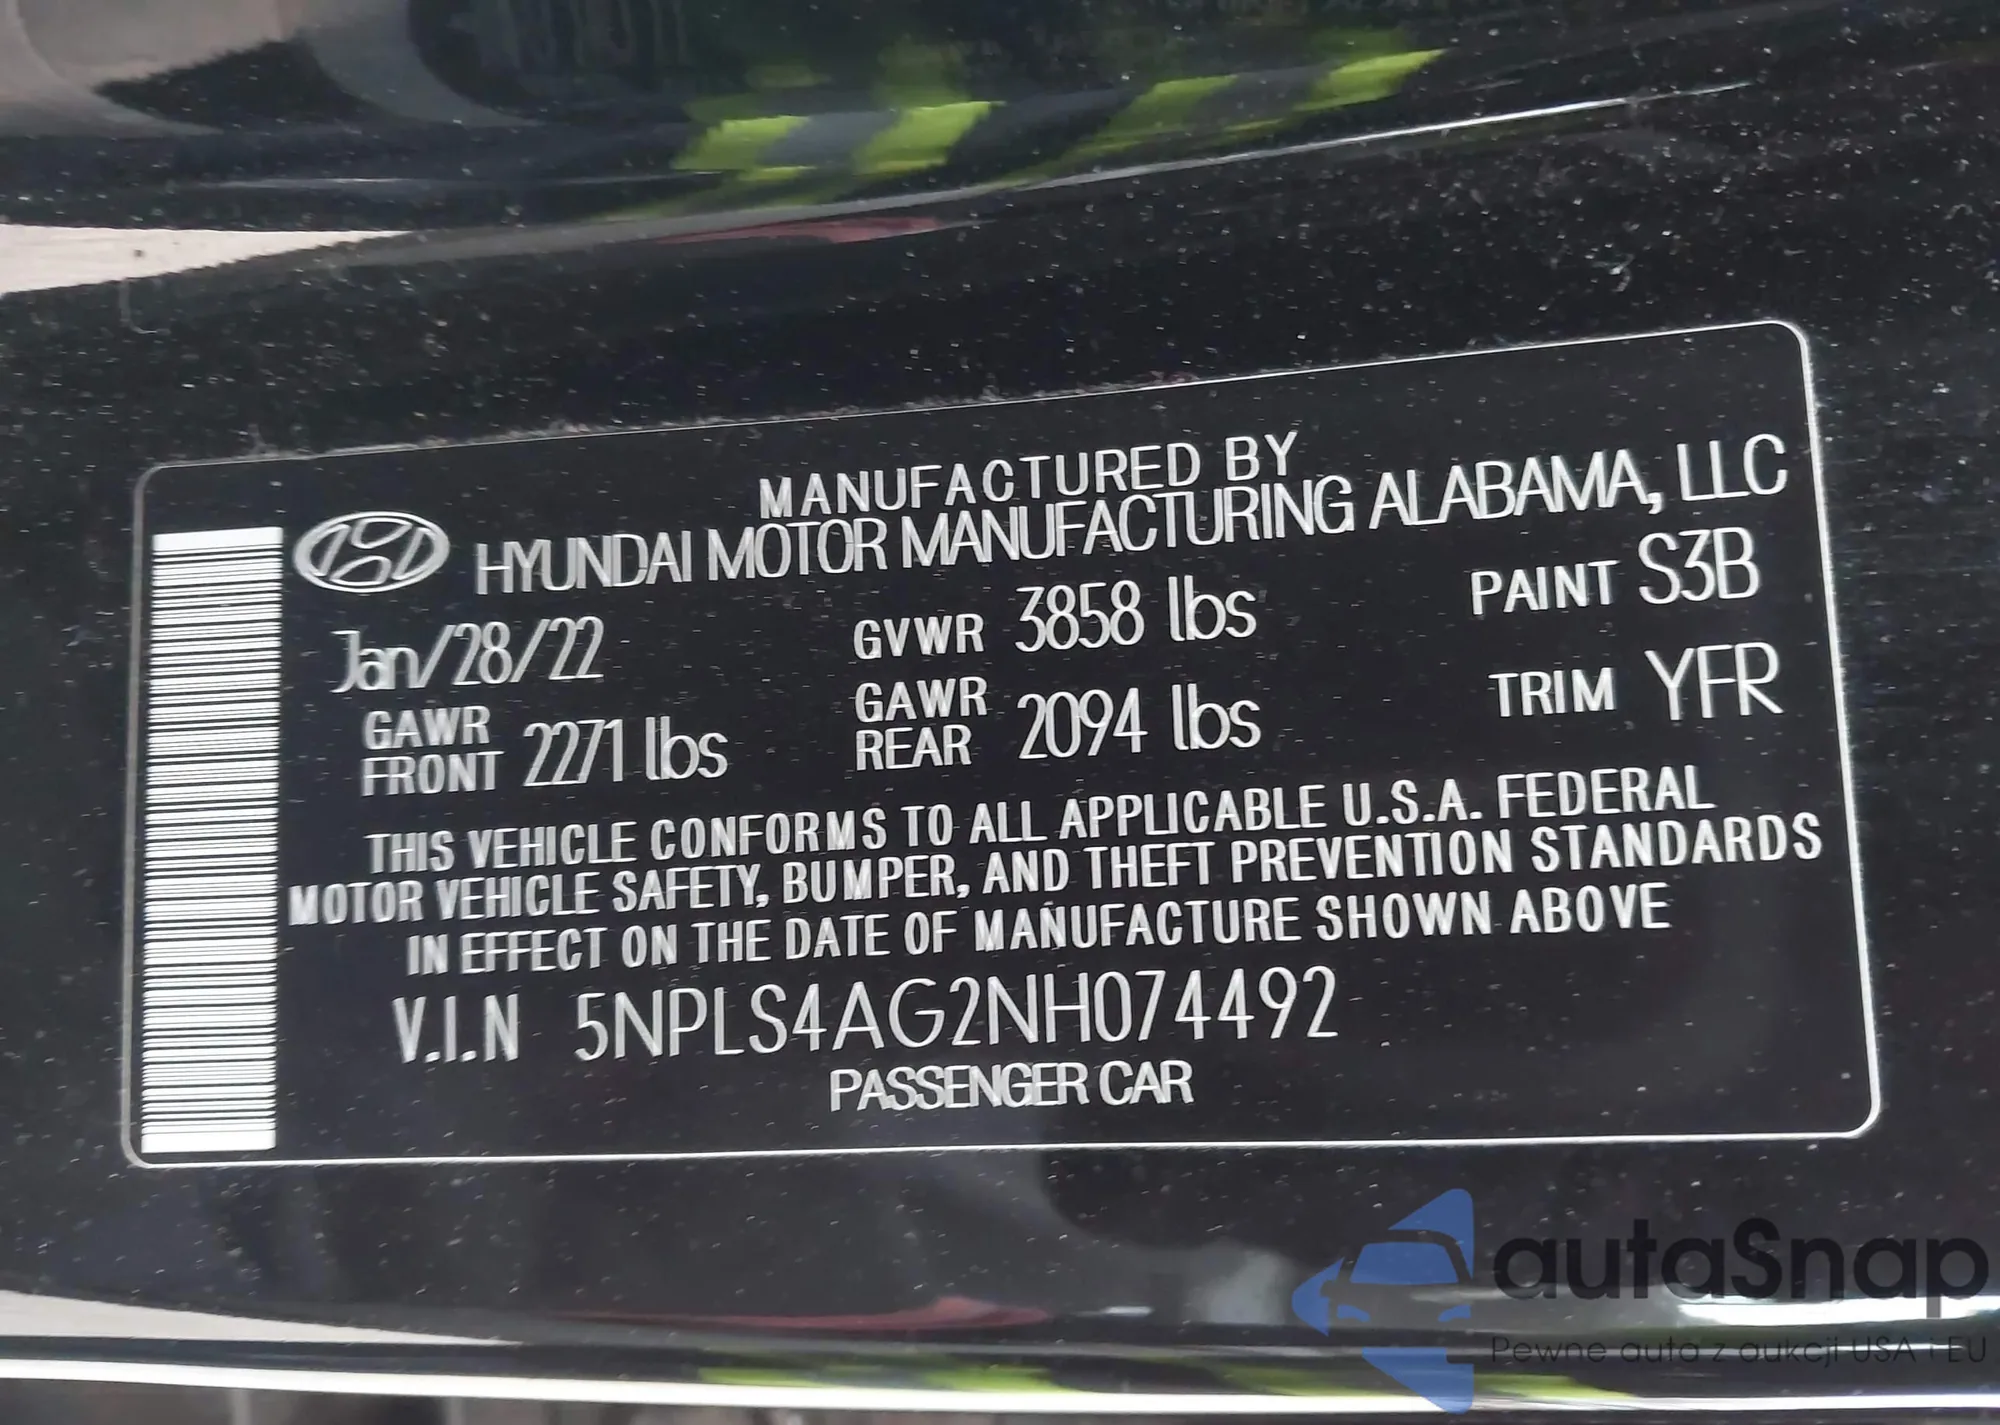 MANUFACTURED BY
HYUNDAI MOTOR MANUFACTURING ALABAMA, LLC
Jan/28/22 GVWR 3858 lbs PAINT S3B
GAWR FRONT 2271 lbs GAWR REAR 2094 lbs TRIM YFR
THIS VEHICLE CONFORMS TO ALL APPLICABLE U.S.A. FEDERAL
MOTOR VEHICLE SAFETY, BUMPER, AND THEFT PREVENTION STANDARDS
IN EFFECT ON THE DATE OF MANUFACTURE SHOWN ABOVE
V.I.N 5NPLS4AG2NH074492
PASSENGER CAR
autaSnap
Pewne auta z aukcji USA i EU